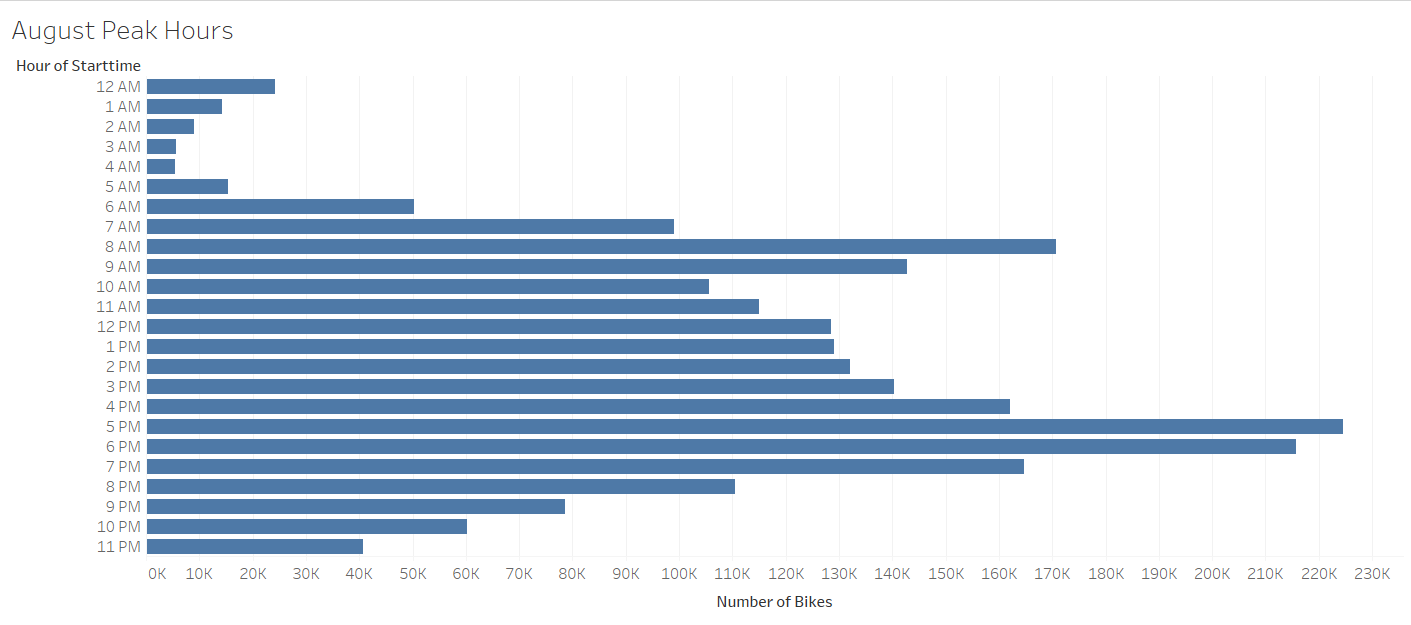 August Peak Hours
Hour of Starttime
12 AM
1 AM
2 AM
3 AM
4 AM
5 AM
6 AM
7 AM
8 AM
9 AM
10 AM
11 AM
12 PM
1 PM
2 PM
3 PM
4 PM
5 PM
6 PM
7 PM
8 PM
9 PM
10 PM
11 PM
0K 10K 20K 30K 40K 50K 60K 70K 80K 90K 100K 110K 120K 130K 140K 150K 160K 170K 180K 190K 200K 210K 220K 230K
Number of Bikes